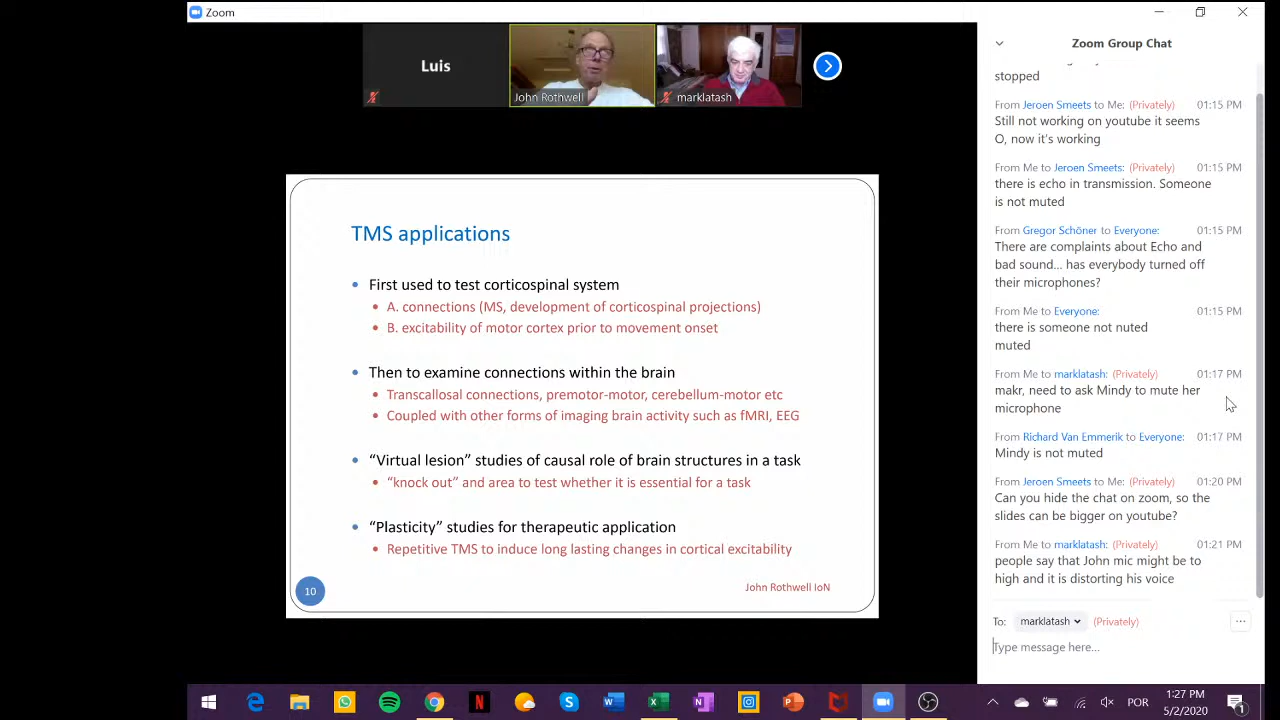 Zoom
Luis
John Rothwell
marklatash
TMS applications
• First used to test corticospinal system
• A. connections (MS, development of corticospinal projections)
• B. excitability of motor cortex prior to movement onset
• Then to examine connections within the brain
• Transcallosal connections, premotor-motor, cerebellum-motor etc
• Coupled with other forms of imaging brain activity such as fMRI, EEG
• “Virtual lesion” studies of causal role of brain structures in a task
• “knock out” and area to test whether it is essential for a task
• “Plasticity” studies for therapeutic application
• Repetitive TMS to induce long lasting changes in cortical excitability
10
John Rothwell IoN
Zoom Group Chat
stopped
From Jeroen Smeets to Me: (Privately) 01:15 PM
Still not working on youtube it seems
O, now it's working
From Me to Jeroen Smeets: (Privately) 01:15 PM
there is echo in transmission. Someone
is not muted
From Gregor Schöner to Everyone: 01:15 PM
There are complaints about Echo and
bad sound... has everybody turned off
their microphones?
From Me to Everyone: 01:15 PM
there is someone not nuted
muted
From Me to marklatash: (Privately) 01:17 PM
makr, need to ask Mindy to mute her
microphone
From Richard Van Emmerik to Everyone: 01:17 PM
Mindy is not muted
From Jeroen Smeets to Me: (Privately) 01:20 PM
Can you hide the chat on zoom, so the
slides can be bigger on youtube?
From Me to marklatash: (Privately) 01:21 PM
people say that John mic might be to
high and it is distorting his voice
To: marklatash (Privately)
Type message here...
POR
1:27 PM
5/2/2020
1